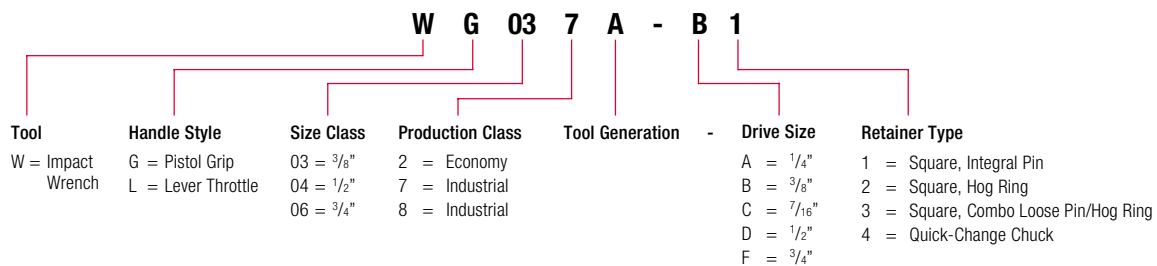 W G 03 7 A - B 1
Tool Handle Style Size Class Production Class Tool Generation - Drive Size Retainer Type
W = Impact Wrench
G = Pistol Grip
L = Lever Throttle
03 = 3/8"
04 = 1/2"
06 = 3/4"
2 = Economy
7 = Industrial
8 = Industrial
A = 1/4"
B = 3/8"
C = 7/16"
D = 1/2"
F = 3/4"
1 = Square, Integral Pin
2 = Square, Hog Ring
3 = Square, Combo Loose Pin/Hog Ring
4 = Quick-Change Chuck